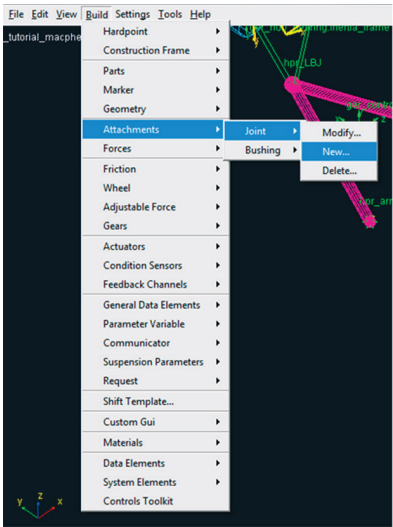 File Edit View Build Settings Tools Help
_tutorial_macphe
Hardpoint
Construction Frame
Parts
Marker
Geometry
Attachments
Forces
Friction
Wheel
Adjustable Force
Gears
Actuators
Condition Sensors
Feedback Channels
General Data Elements
Parameter Variable
Communicator
Suspension Parameters
Request
Shift Template...
Custom Gui
Materials
Data Elements
System Elements
Controls Toolkit
Joint
Bushing
Modify...
New...
Delete...
hpr_LBJ
y z x